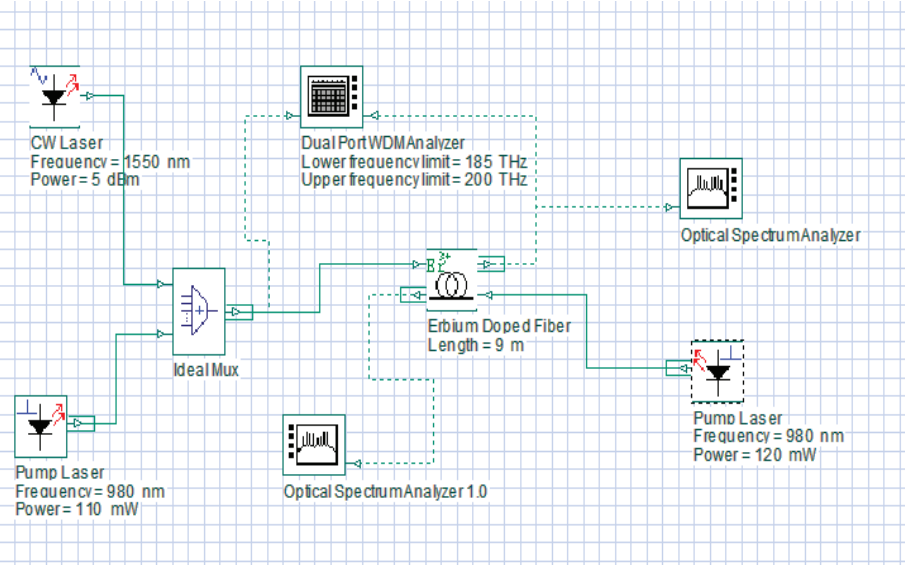 CW Laser
Frequency = 1550 nm
Power = 5 dBm
Dual Port WDM Analyzer
Lower frequency limit = 185 THz
Upper frequency limit = 200 THz
Optical Spectrum Analyzer
Erbium Doped Fiber
Length = 9 m
Ideal Mux
Pump Laser
Frequency = 980 nm
Power = 120 mW
Pump Laser
Frequency = 980 nm
Power = 110 mW
Optical Spectrum Analyzer 1.0